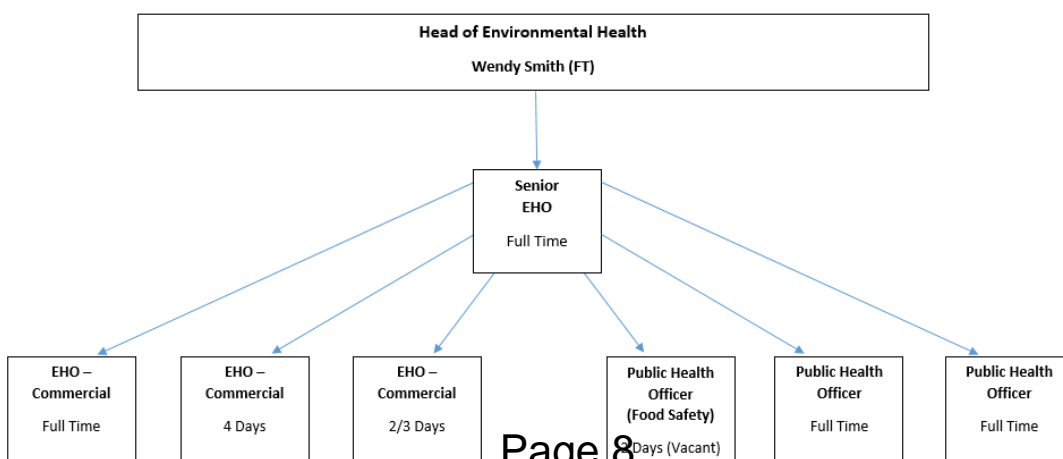 Head of Environmental Health
Wendy Smith (FT)
Senior
EHO
Full Time
EHO –
Commercial
Full Time
EHO –
Commercial
4 Days
EHO –
Commercial
2/3 Days
Public Health
Officer
(Food Safety)
Days (Vacant)
Public Health
Officer
Full Time
Public Health
Officer
Full Time
Page 8